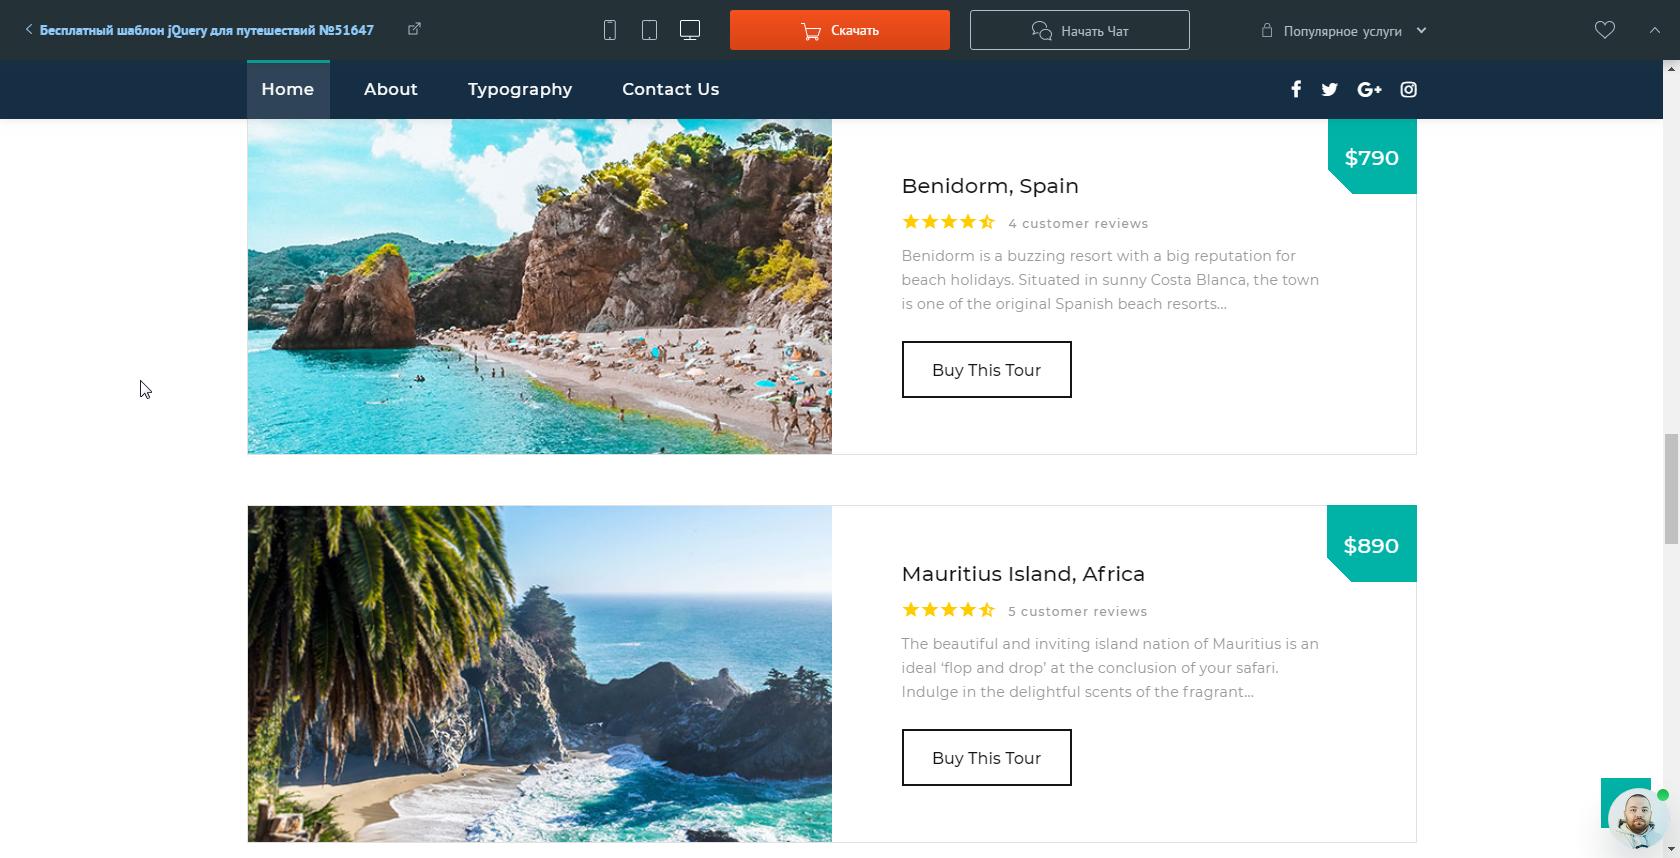 Бесплатный шаблон jQuery для путешествий №51647
Скачать
Начать Чат
Популярное услуги
Home
About
Typography
Contact Us
$790
Benidorm, Spain
4 customer reviews
Benidorm is a buzzing resort with a big reputation for
beach holidays. Situated in sunny Costa Blanca, the town
is one of the original Spanish beach resorts...
Buy This Tour
$890
Mauritius Island, Africa
5 customer reviews
The beautiful and inviting island nation of Mauritius is an
ideal ‘flop and drop’ at the conclusion of your safari.
Indulge in the delightful scents of the fragrant...
Buy This Tour